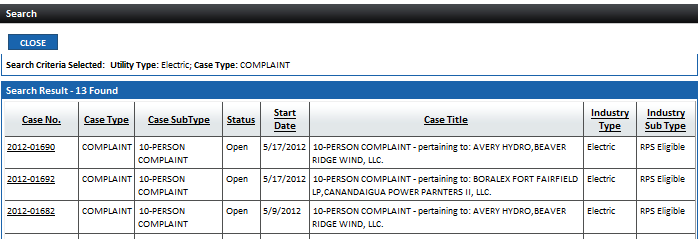 Search
CLOSE
Search Criteria Selected: Utility Type: Electric; Case Type: COMPLAINT
Search Result - 13 Found
Case No. Case Type Case SubType Status Start Date Case Title Industry Type Industry Sub Type
2012-01690 COMPLAINT 10-PERSON COMPLAINT Open 5/17/2012 10-PERSON COMPLAINT - pertaining to: AVERY HYDRO,BEAVER RIDGE WIND, LLC. Electric RPS Eligible
2012-01692 COMPLAINT 10-PERSON COMPLAINT Open 5/17/2012 10-PERSON COMPLAINT - pertaining to: BORALEX FORT FAIRFIELD LP,CANANDAIGUA POWER PARNTERS II, LLC. Electric RPS Eligible
2012-01682 COMPLAINT 10-PERSON COMPLAINT Open 5/9/2012 10-PERSON COMPLAINT - pertaining to: AVERY HYDRO,BEAVER RIDGE WIND, LLC. Electric RPS Eligible